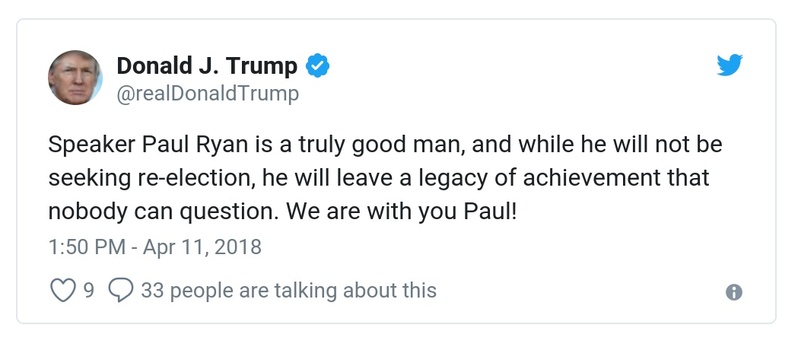 Donald J. Trump
@realDonaldTrump
Speaker Paul Ryan is a truly good man, and while he will not be
seeking re-election, he will leave a legacy of achievement that
nobody can question. We are with you Paul!
1:50 PM - Apr 11, 2018
9 33 people are talking about this